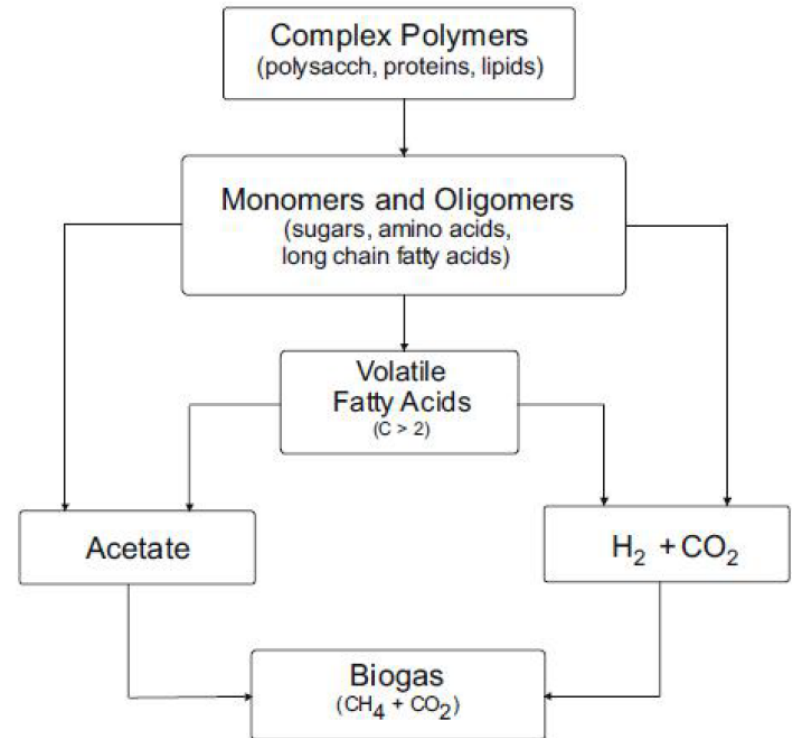 Complex Polymers
(polysacch, proteins, lipids)
Monomers and Oligomers
(sugars, amino acids,
long chain fatty acids)
Volatile
Fatty Acids
(C > 2)
Acetate
H₂ + CO₂
Biogas
(CH₄ + CO₂)